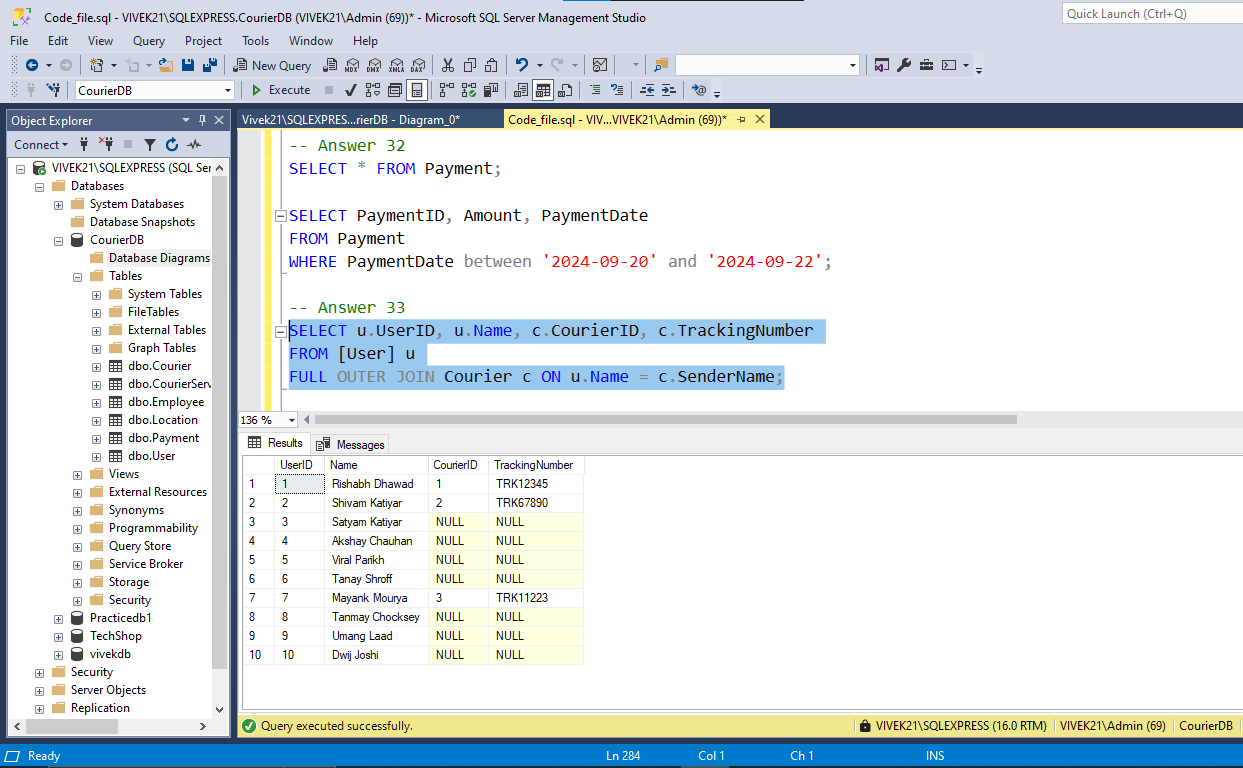 Code_file.sql - VIVEK21\SQLEXPRESS.CourierDB (VIVEK21\Admin (69))* - Microsoft SQL Server Management Studio
Quick Launch (Ctrl+Q)
File Edit View Query Project Tools Window Help
New Query
MDX DMX XMLA DAX
CourierDB
Execute
Object Explorer
Vivek21\SQLEXPRES...rierDB - Diagram_0*
Code_file.sql - VIV...VIVEK21\Admin (69))*
Connect
VIVEK21\SQLEXPRESS (SQL Ser
Databases
System Databases
Database Snapshots
CourierDB
Database Diagrams
Tables
System Tables
FileTables
External Tables
Graph Tables
dbo.Courier
dbo.CourierServ
dbo.Employee
dbo.Location
dbo.Payment
dbo.User
Views
External Resources
Synonyms
Programmability
Query Store
Service Broker
Storage
Security
Practicedb1
TechShop
vivekdb
Security
Server Objects
Replication
-- Answer 32
SELECT * FROM Payment;
SELECT PaymentID, Amount, PaymentDate
FROM Payment
WHERE PaymentDate between '2024-09-20' and '2024-09-22';
-- Answer 33
SELECT u.UserID, u.Name, c.CourierID, c.TrackingNumber
FROM [User] u
FULL OUTER JOIN Courier c ON u.Name = c.SenderName;
136 %
Results Messages
UserID Name CourierID TrackingNumber
1 1 Rishabh Dhawad 1 TRK12345
2 2 Shivam Katiyar 2 TRK67890
3 3 Satyam Katiyar NULL NULL
4 4 Akshay Chauhan NULL NULL
5 5 Viral Parikh NULL NULL
6 6 Tanay Shroff NULL NULL
7 7 Mayank Mourya 3 TRK11223
8 8 Tanmay Chocksey NULL NULL
9 9 Umang Laad NULL NULL
10 10 Dwij Joshi NULL NULL
Query executed successfully.
VIVEK21\SQLEXPRESS (16.0 RTM) VIVEK21\Admin (69) CourierDB
Ready
Ln 284 Col 1 Ch 1 INS